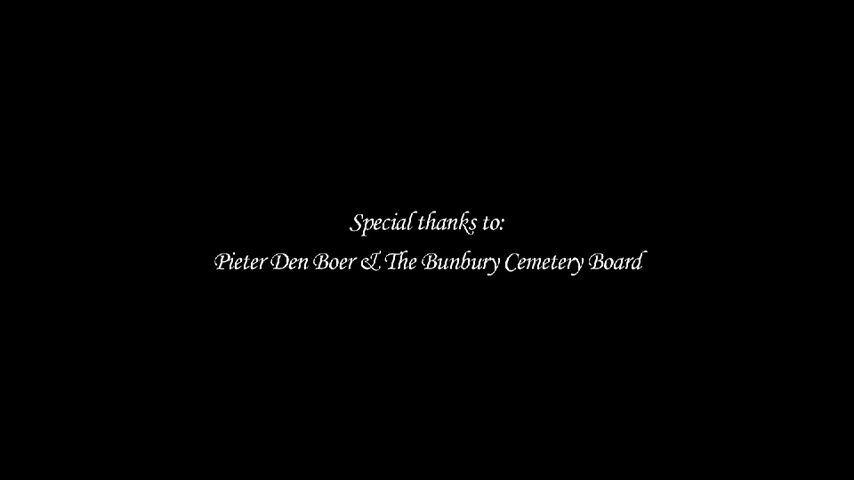 Special thanks to:
Pieter Den Boer & The Bunbury Cemetery Board